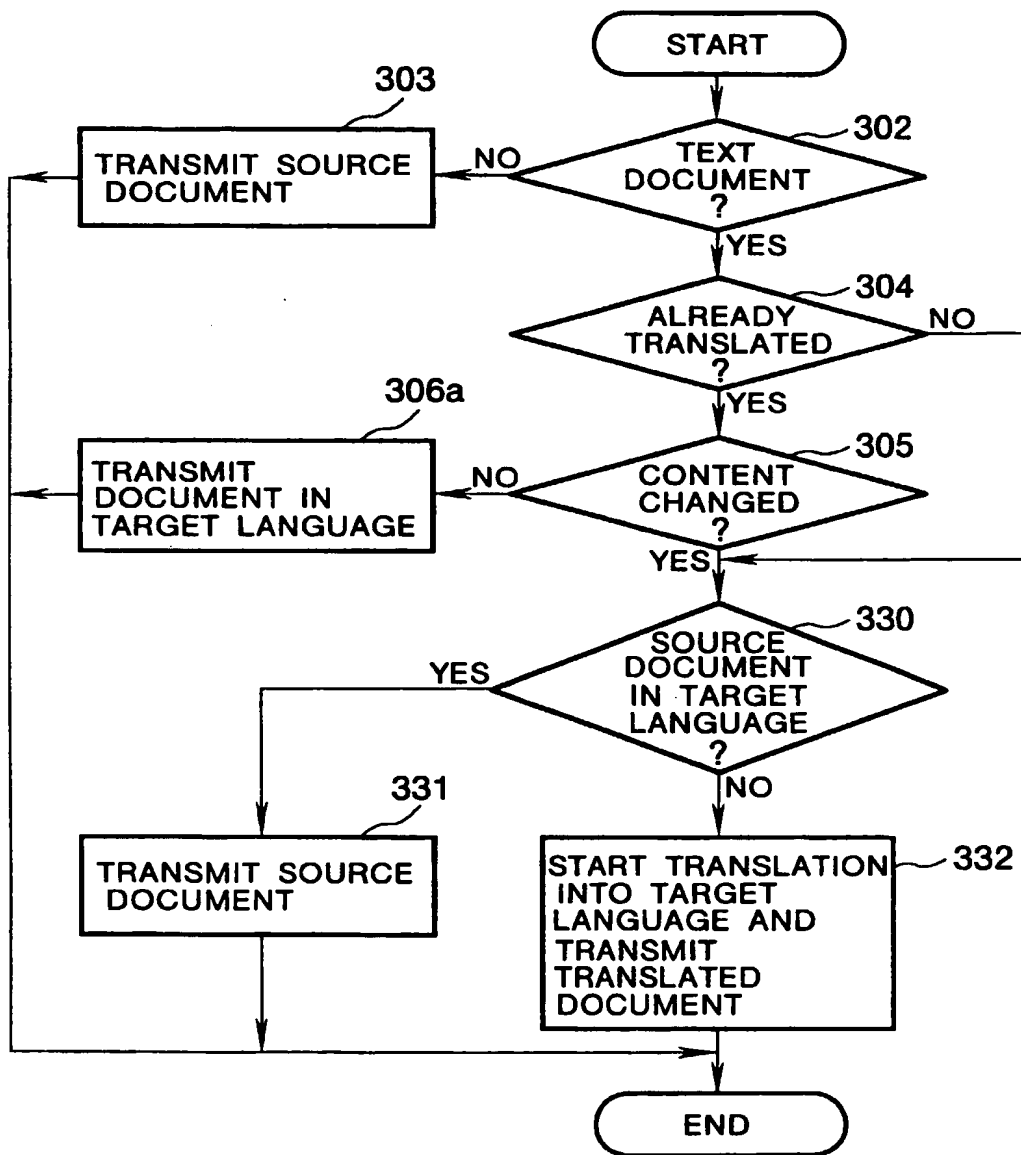 START
303
302
TRANSMIT SOURCE
DOCUMENT
NO
TEXT
DOCUMENT
?
YES
304
ALREADY
TRANSLATED
?
NO
YES
306a
305
TRANSMIT
DOCUMENT IN
TARGET LANGUAGE
NO
CONTENT
CHANGED
?
YES
330
YES
SOURCE
DOCUMENT
IN TARGET
LANGUAGE
?
NO
331
TRANSMIT SOURCE
DOCUMENT
332
START TRANSLATION
INTO TARGET
LANGUAGE AND
TRANSMIT
TRANSLATED
DOCUMENT
END